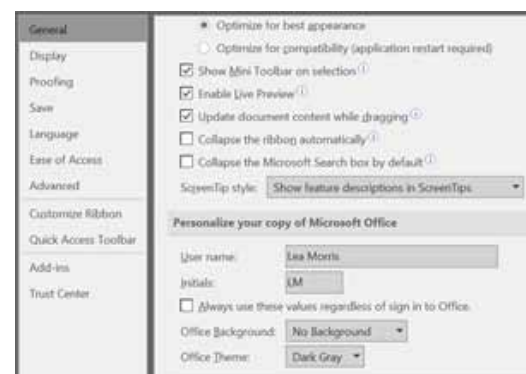 General
Display
Proofing
Save
Language
Ease of Access
Advanced
Customize Ribbon
Quick Access Toolbar
Add-ins
Trust Center
Optimize for best appearance
Optimize for compatibility (application restart required)
Show Mini Toolbar on selection
Enable Live Preview
Update document content while dragging
Collapse the ribbon automatically
Collapse the Microsoft Search box by default
ScreenTip style: Show feature descriptions in ScreenTips
Personalize your copy of Microsoft Office
User name: Lea Morris
Initials: LM
Always use these values regardless of sign in to Office.
Office Background: No Background
Office Theme: Dark Gray